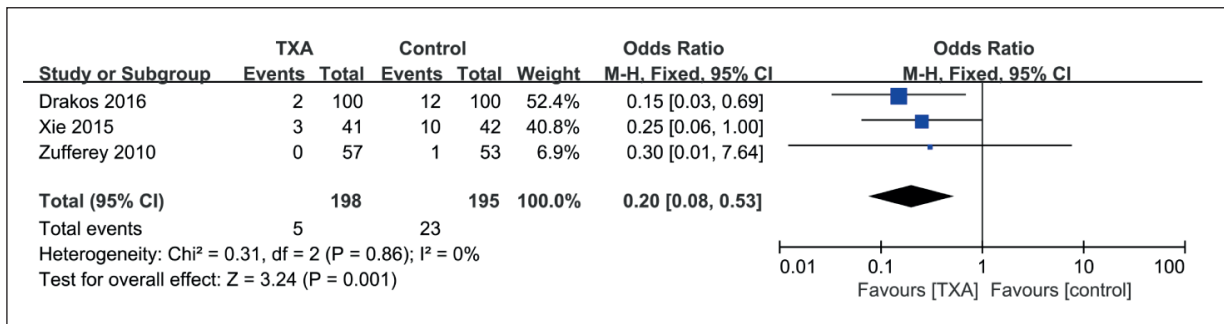 TXA Control Odds Ratio Odds Ratio
Study or Subgroup Events Total Events Total Weight M-H, Fixed, 95% CI M-H, Fixed, 95% CI
Drakos 2016 2 100 12 100 52.4% 0.15 [0.03, 0.69]
Xie 2015 3 41 10 42 40.8% 0.25 [0.06, 1.00]
Zufferey 2010 0 57 1 53 6.9% 0.30 [0.01, 7.64]
Total (95% CI) 198 195 100.0% 0.20 [0.08, 0.53]
Total events 5 23
Heterogeneity: Chi² = 0.31, df = 2 (P = 0.86); I² = 0%
Test for overall effect: Z = 3.24 (P = 0.001)
0.01 0.1 1 10 100
Favours [TXA] Favours [control]